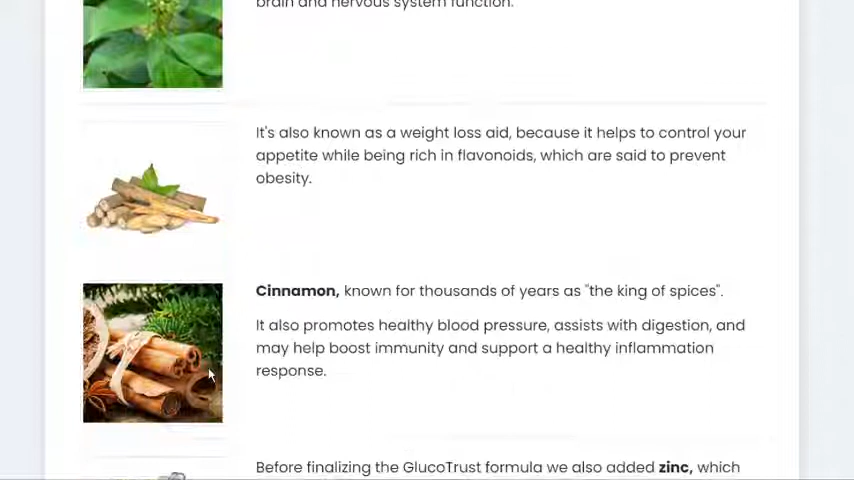 brain and nervous system function.
It's also known as a weight loss aid, because it helps to control your
appetite while being rich in flavonoids, which are said to prevent
obesity.
Cinnamon, known for thousands of years as "the king of spices".
It also promotes healthy blood pressure, assists with digestion, and
may help boost immunity and support a healthy inflammation
response.
Before finalizing the GlucoTrust formula we also added zinc, which